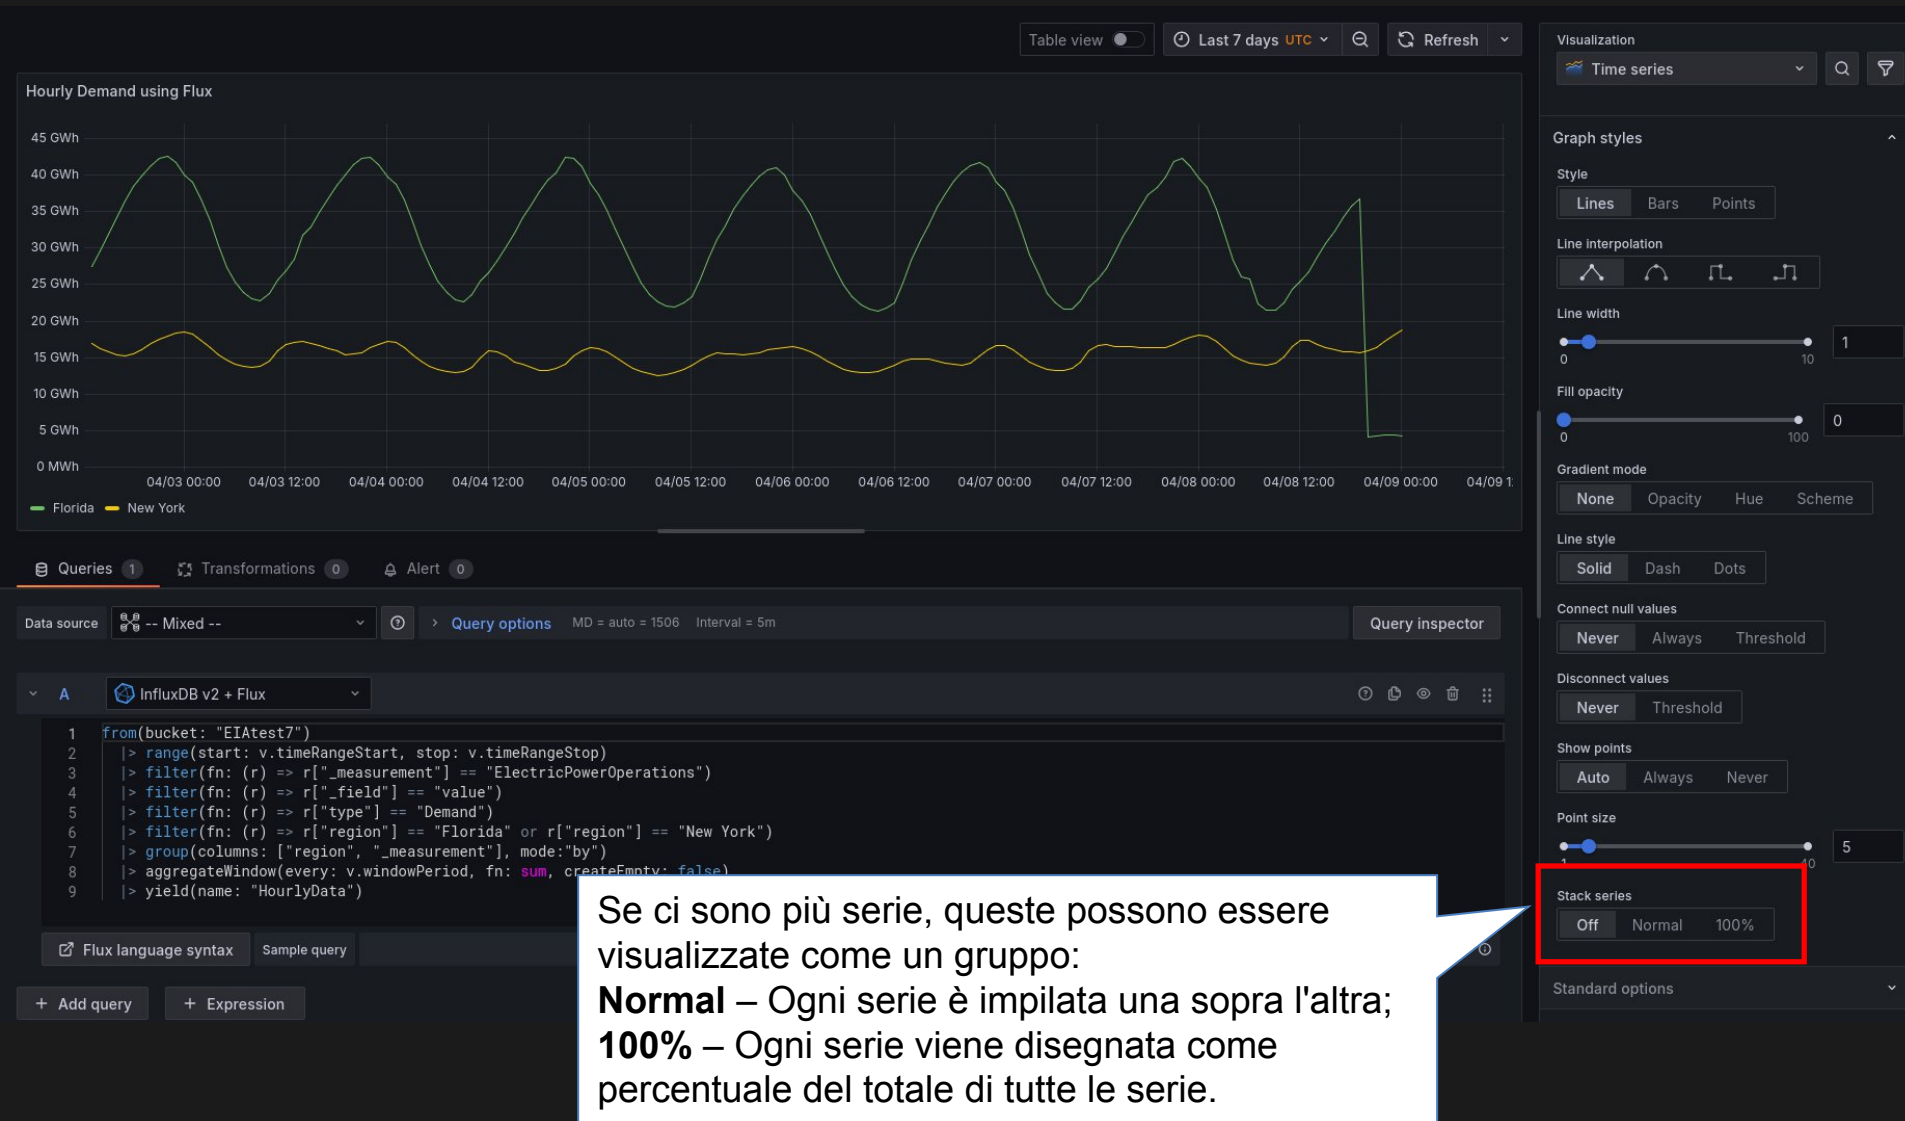 Table view
Last 7 days UTC
Refresh
Hourly Demand using Flux
45 GWh
40 GWh
35 GWh
30 GWh
25 GWh
20 GWh
15 GWh
10 GWh
5 GWh
0 MWh
04/03 00:00 04/03 12:00 04/04 00:00 04/04 12:00 04/05 00:00 04/05 12:00 04/06 00:00 04/06 12:00 04/07 00:00 04/07 12:00 04/08 00:00 04/08 12:00 04/09 00:00 04/09 1
Florida New York
Queries 1 Transformations 0 Alert 0
Data source -- Mixed -- Query options MD = auto = 1506 Interval = 5m Query inspector
A InfluxDB v2 + Flux
1 from(bucket: "EIAtest7")
2 |> range(start: v.timeRangeStart, stop: v.timeRangeStop)
3 |> filter(fn: (r) => r["_measurement"] == "ElectricPowerOperations")
4 |> filter(fn: (r) => r["_field"] == "value")
5 |> filter(fn: (r) => r["type"] == "Demand")
6 |> filter(fn: (r) => r["region"] == "Florida" or r["region"] == "New York")
7 |> group(columns: ["region", "_measurement"], mode:"by")
8 |> aggregateWindow(every: v.windowPeriod, fn: sum, createEmpty: false)
9 |> yield(name: "HourlyData")
Flux language syntax Sample query
+ Add query + Expression
Se ci sono più serie, queste possono essere
visualizzate come un gruppo:
Normal – Ogni serie è impilata una sopra l'altra;
100% – Ogni serie viene disegnata come
percentuale del totale di tutte le serie.
Visualization
Time series
Graph styles
Style
Lines Bars Points
Line interpolation
Line width
1
0 10
Fill opacity
0
0 100
Gradient mode
None Opacity Hue Scheme
Line style
Solid Dash Dots
Connect null values
Never Always Threshold
Disconnect values
Never Threshold
Show points
Auto Always Never
Point size
5
1 40
Stack series
Off Normal 100%
Standard options